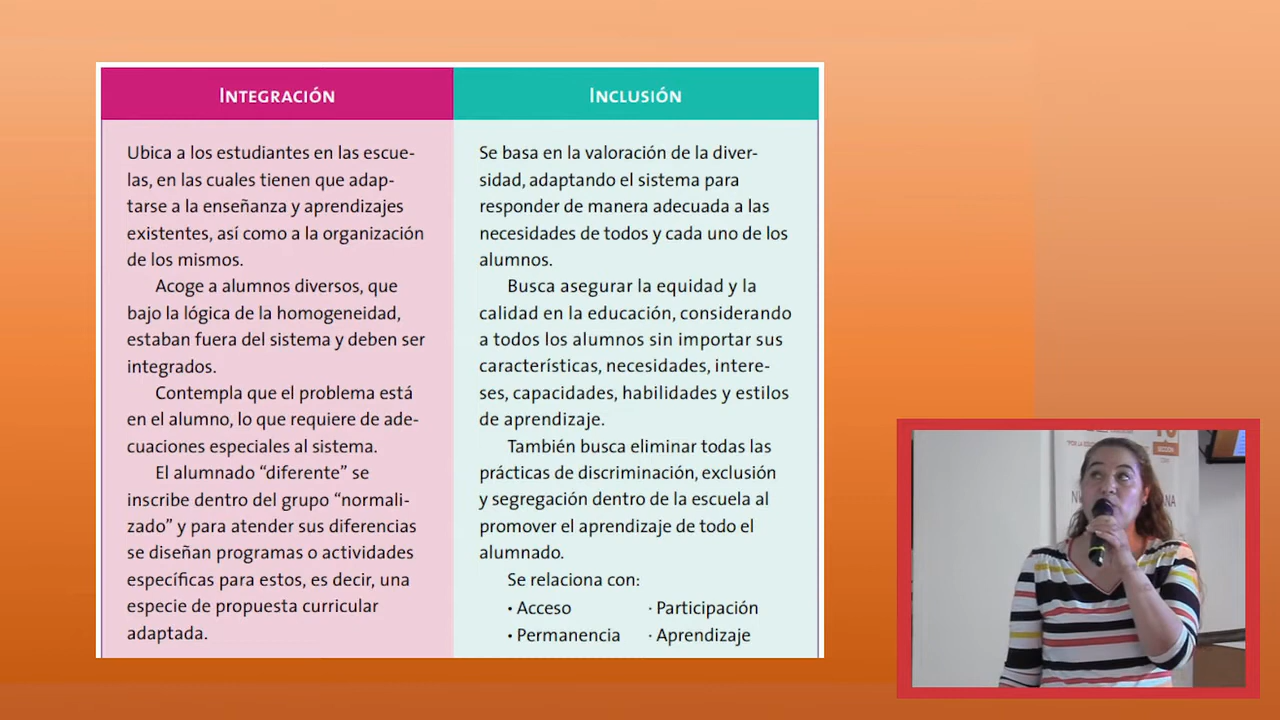 INTEGRACIÓN
Ubica a los estudiantes en las escue-
las, en las cuales tienen que adap-
tarse a la enseñanza y aprendizajes
existentes, así como a la organización
de los mismos.
Acoge a alumnos diversos, que
bajo la lógica de la homogeneidad,
estaban fuera del sistema y deben ser
integrados.
Contempla que el problema está
en el alumno, lo que requiere de ade-
cuaciones especiales al sistema.
El alumnado “diferente” se
inscribe dentro del grupo “normali-
zado” y para atender sus diferencias
se diseñan programas o actividades
específicas para estos, es decir, una
especie de propuesta curricular
adaptada.
INCLUSIÓN
Se basa en la valoración de la diver-
sidad, adaptando el sistema para
responder de manera adecuada a las
necesidades de todos y cada uno de los
alumnos.
Busca asegurar la equidad y la
calidad en la educación, considerando
a todos los alumnos sin importar sus
características, necesidades, intere-
ses, capacidades, habilidades y estilos
de aprendizaje.
También busca eliminar todas las
prácticas de discriminación, exclusión
y segregación dentro de la escuela al
promover el aprendizaje de todo el
alumnado.
Se relaciona con:
• Acceso · Participación
• Permanencia · Aprendizaje